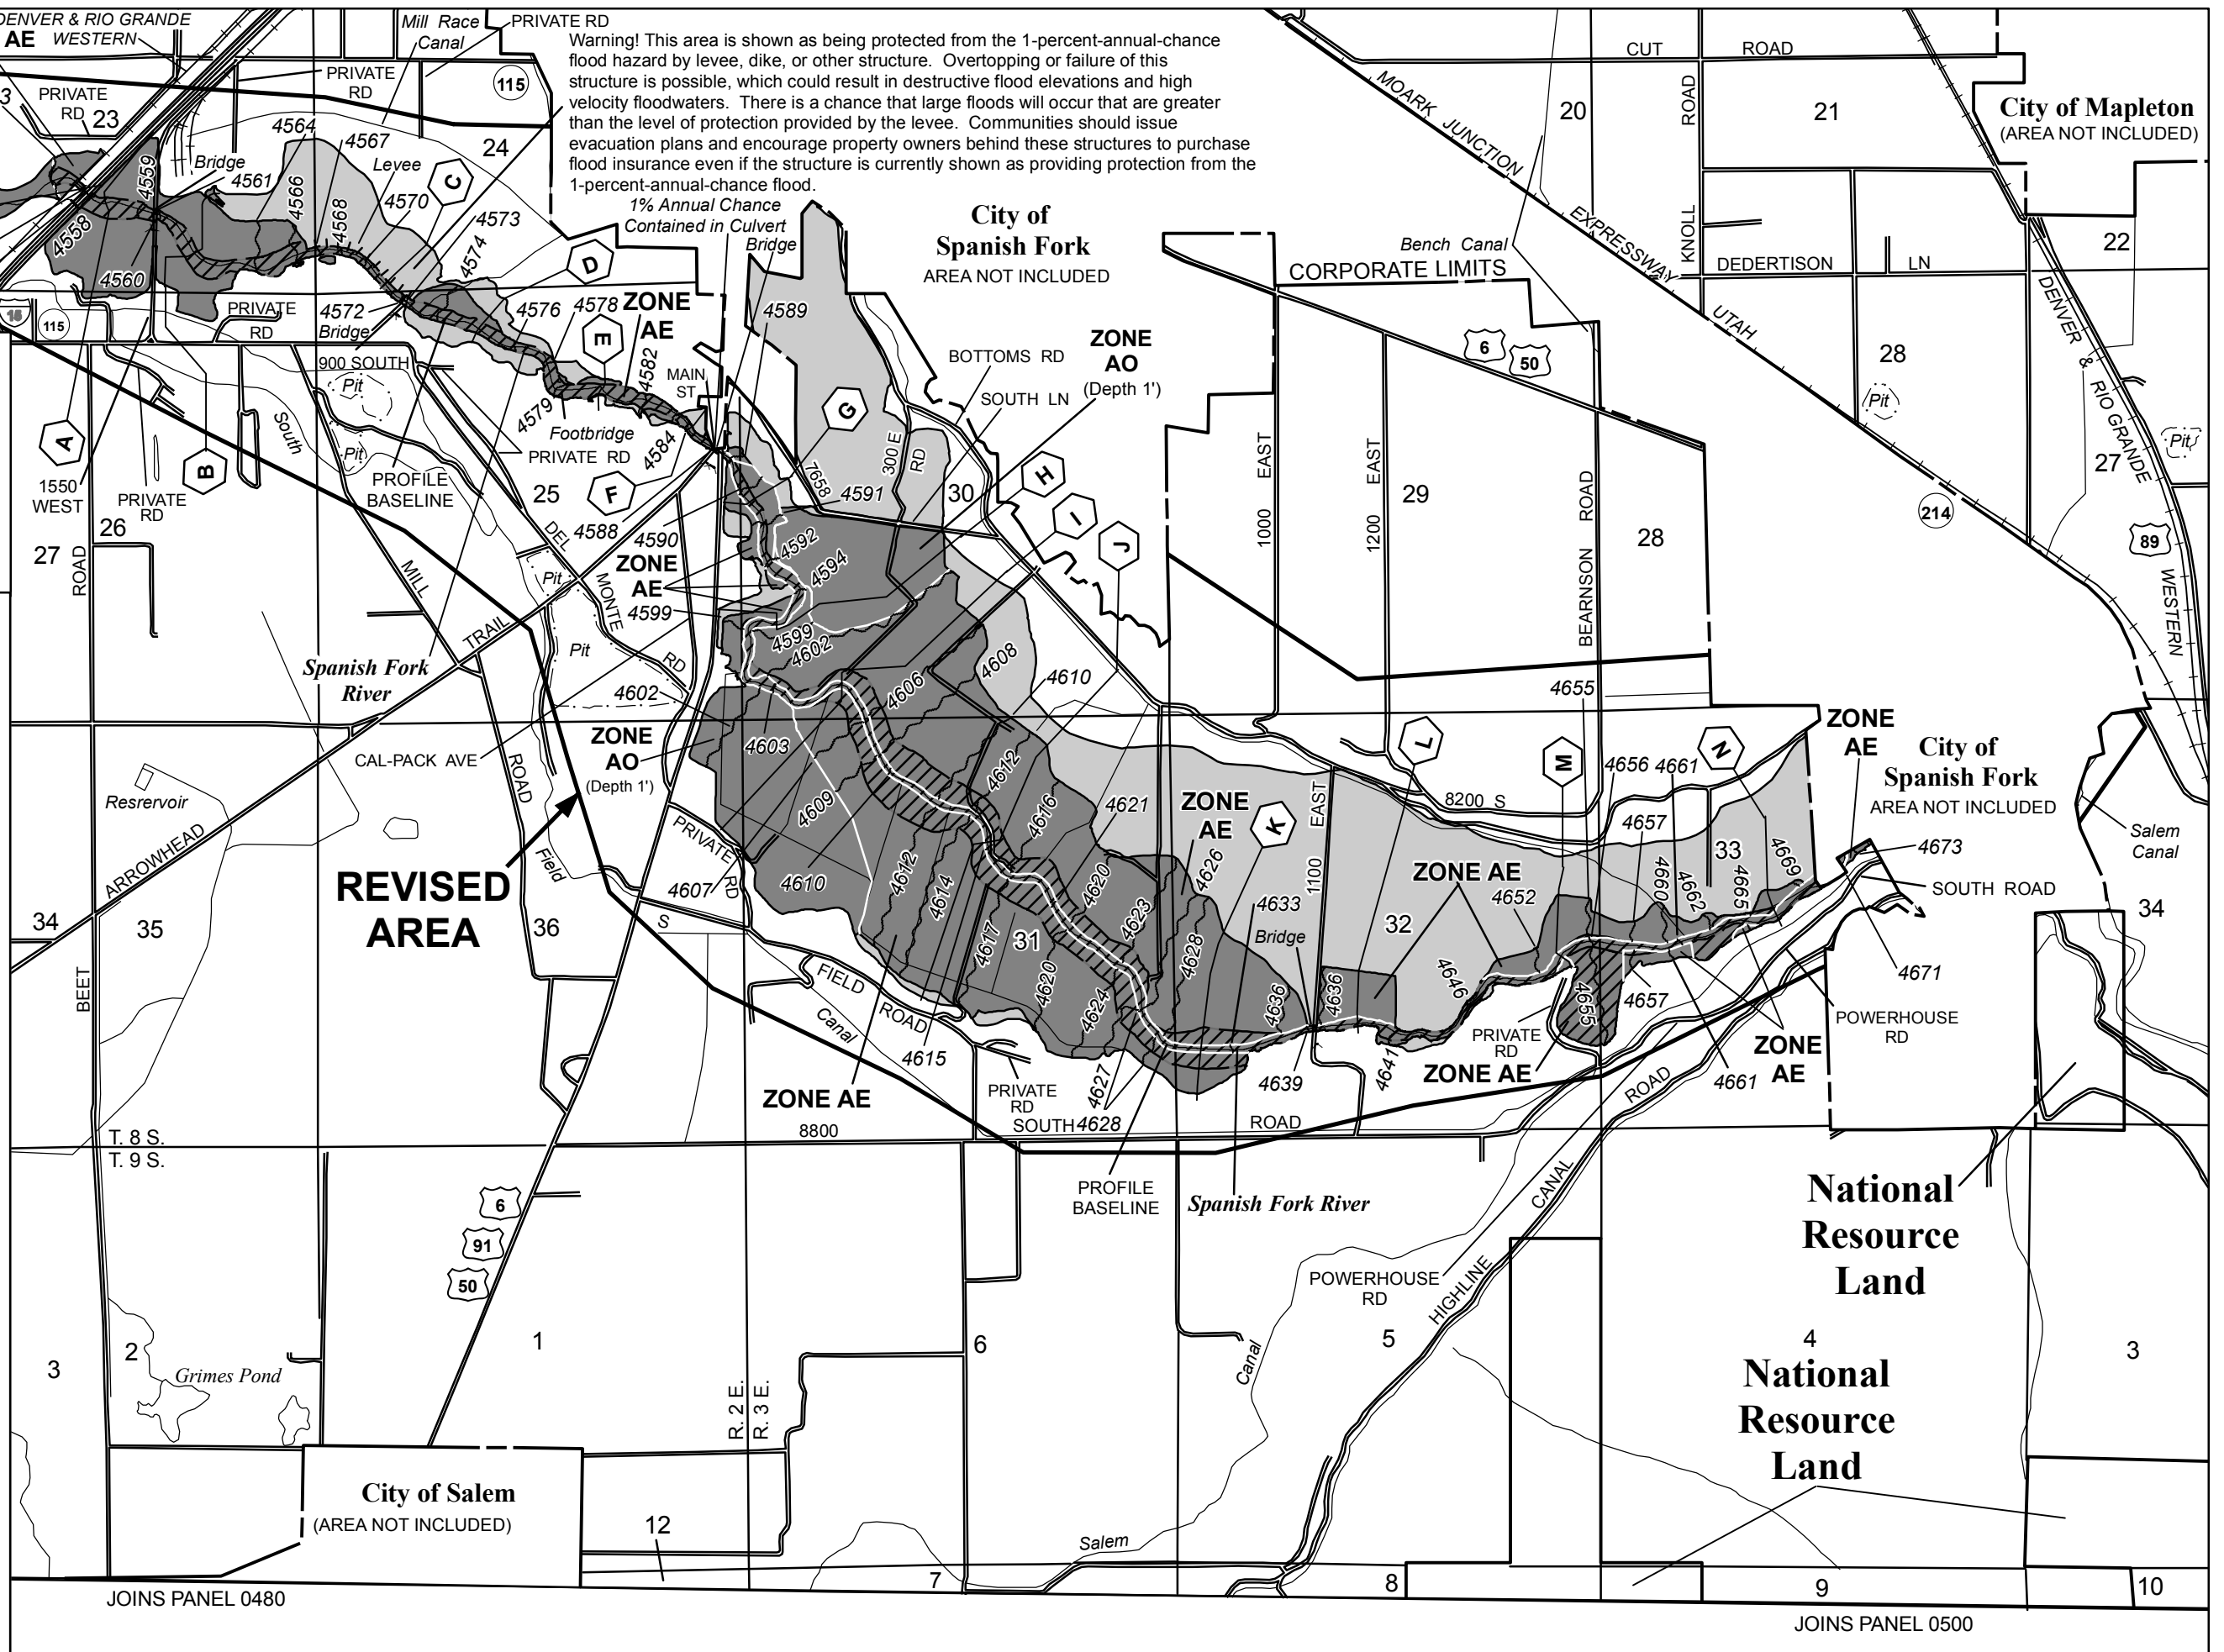 DENVER & RIO GRANDE
AE WESTERN
Mill Race
Canal
PRIVATE RD
PRIVATE
RD
115
3
PRIVATE
RD
23
Warning! This area is shown as being protected from the 1-percent-annual-chance
flood hazard by levee, dike, or other structure. Overtopping or failure of this
structure is possible, which could result in destructive flood elevations and high
velocity floodwaters. There is a chance that large floods will occur that are greater
than the level of protection provided by the levee. Communities should issue
evacuation plans and encourage property owners behind these structures to purchase
flood insurance even if the structure is currently shown as providing protection from the
1-percent-annual-chance flood.
1% Annual Chance
Contained in Culvert
Bridge
CUT ROAD
MOARK JUNCTION
EXPRESSWAY
UTAH
KNOLL ROAD
20
21
City of Mapleton
(AREA NOT INCLUDED)
22
City of
Spanish Fork
AREA NOT INCLUDED
Bench Canal
CORPORATE LIMITS
DEDERTISON LN
DENVER & RIO GRANDE
WESTERN
4564
4567
Levee
24
4559
Bridge
4561
4566
4568
4570
C
4573
4574
4558
4560
D
PRIVATE
RD
4572
Bridge
4576
4578
ZONE
AE
4589
15
115
E
4582
900 SOUTH
Pit
Pit
South
MAIN
ST
4579
Footbridge
4584
PRIVATE RD
A
B
1550
WEST
PRIVATE
RD
PROFILE
BASELINE
25
F
G
7658
4591
300 E
RD
30
BOTTOMS RD
SOUTH LN
ZONE
AO
(Depth 1')
H
I
J
6
50
28
Pit
Pit
27
1000 EAST
1200 EAST
29
BEARNSON ROAD
28
214
89
26
27
ROAD
MILL
DEL
MONTE
RD
Pit
Pit
TRAIL
4588
4590
ZONE
AE
4599
4592
4594
4599
4602
Spanish Fork
River
4602
4603
4606
4608
4610
4655
CAL-PACK AVE
ROAD
ZONE
AO
(Depth 1')
Resrervoir
4609
4612
4616
4621
ZONE
AE
K
EAST
1100
L
M
8200 S
4656
4661
N
ZONE
AE
City of
Spanish Fork
AREA NOT INCLUDED
4657
33
4669
4673
Salem
Canal
ARROWHEAD
REVISED
AREA
Field
PRIVATE
RD
4607
4610
4612
4614
4617
31
4620
4620
4623
4624
4626
4628
4633
Bridge
ZONE AE
32
4652
4660
4662
4665
SOUTH ROAD
34
34
35
36
S
FIELD
ROAD
Canal
4615
4636
4636
4646
4655
4657
4671
POWERHOUSE
RD
BEET
ZONE AE
PRIVATE
RD
4627
4628
4639
4641
PRIVATE
RD
ZONE AE
4661
ZONE
AE
ROAD
T. 8 S.
T. 9 S.
8800
SOUTH
ROAD
6
91
50
PROFILE
BASELINE
Spanish Fork River
HIGHLINE CANAL
POWERHOUSE
RD
National
Resource
Land
3
2
Grimes Pond
1
6
Canal
5
4
National
Resource
Land
3
R. 2 E.
R. 3 E.
City of Salem
(AREA NOT INCLUDED)
12
Salem
7
8
9
10
JOINS PANEL 0480
JOINS PANEL 0500